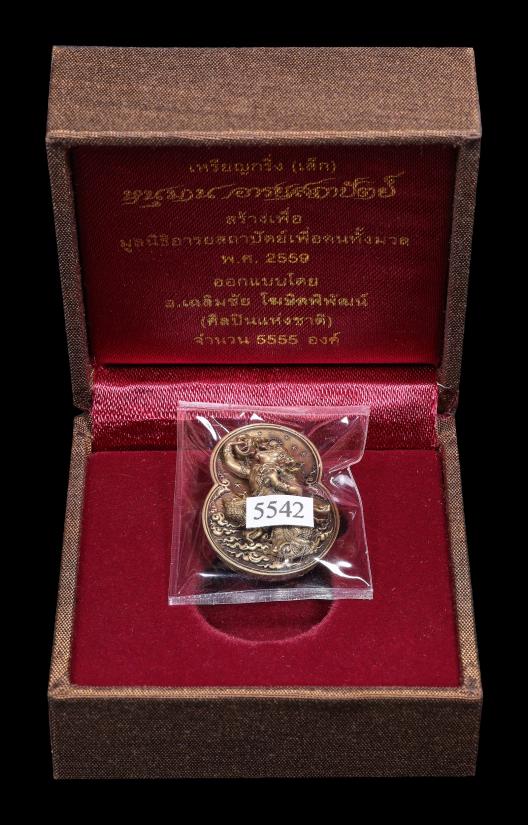 เหรียญกริ่ง (เล็ก)
หนุมาน อารยสถาปัตย์
สร้างเพื่อ
มูลนิธิอารยสถาปัตย์เพื่อคนทั้งมวล
พ.ศ. 2559
ออกแบบโดย
อ.เฉลิมชัย โฆษิตพิพัฒน์
(ศิลปินแห่งชาติ)
จำนวน 5555 องค์
5542